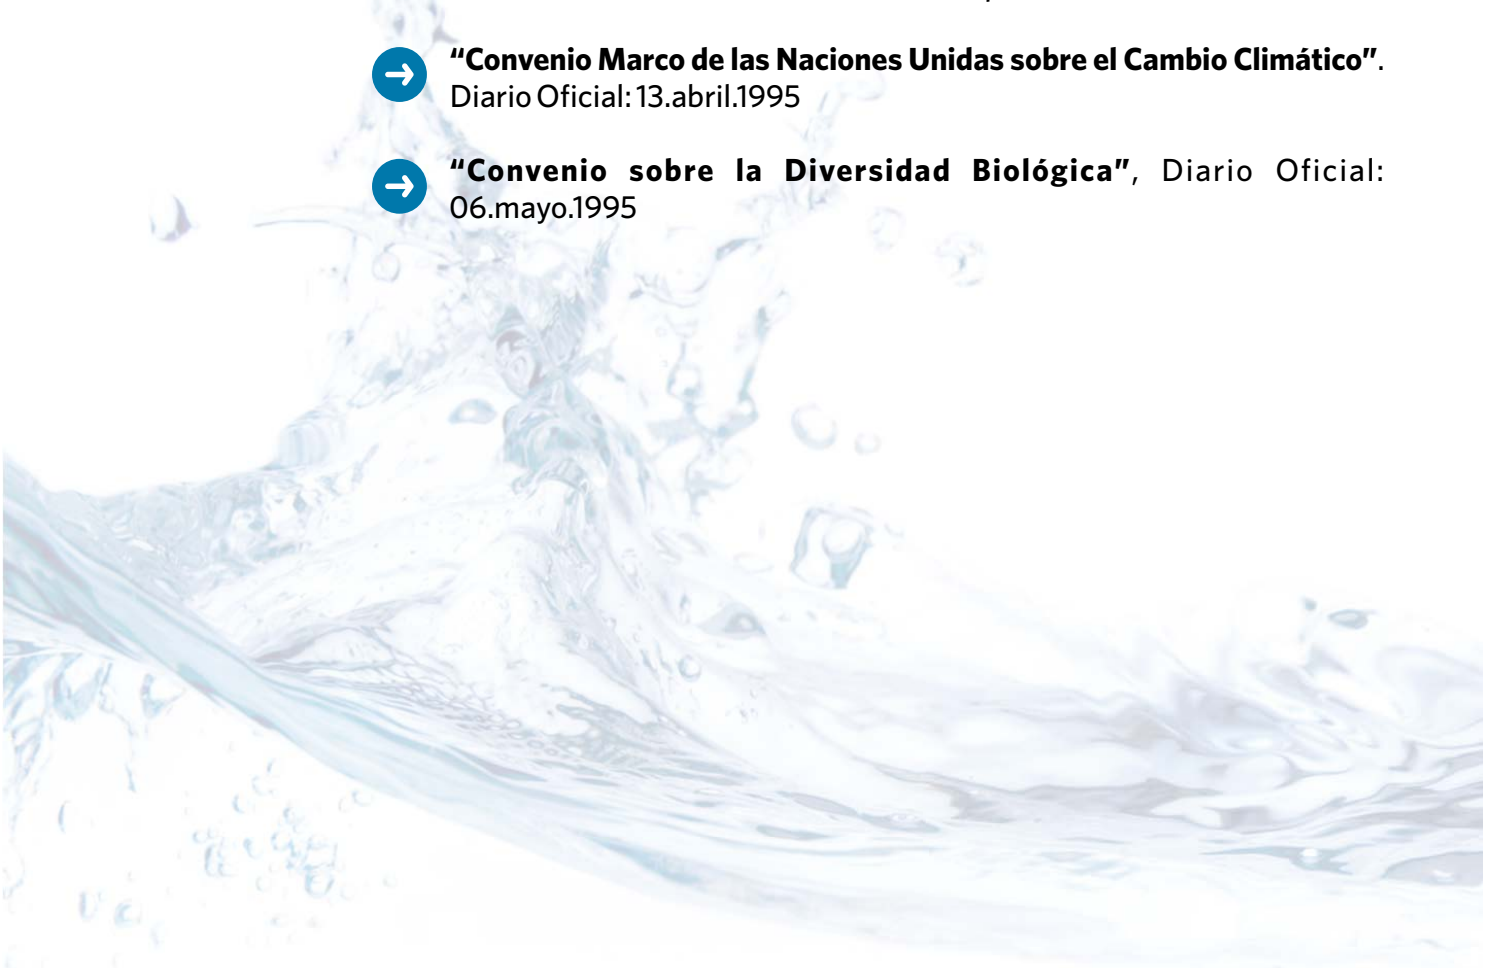 “Convenio Marco de las Naciones Unidas sobre el Cambio Climático”.
Diario Oficial: 13.abril.1995
“Convenio sobre la Diversidad Biológica”, Diario Oficial:
06.mayo.1995